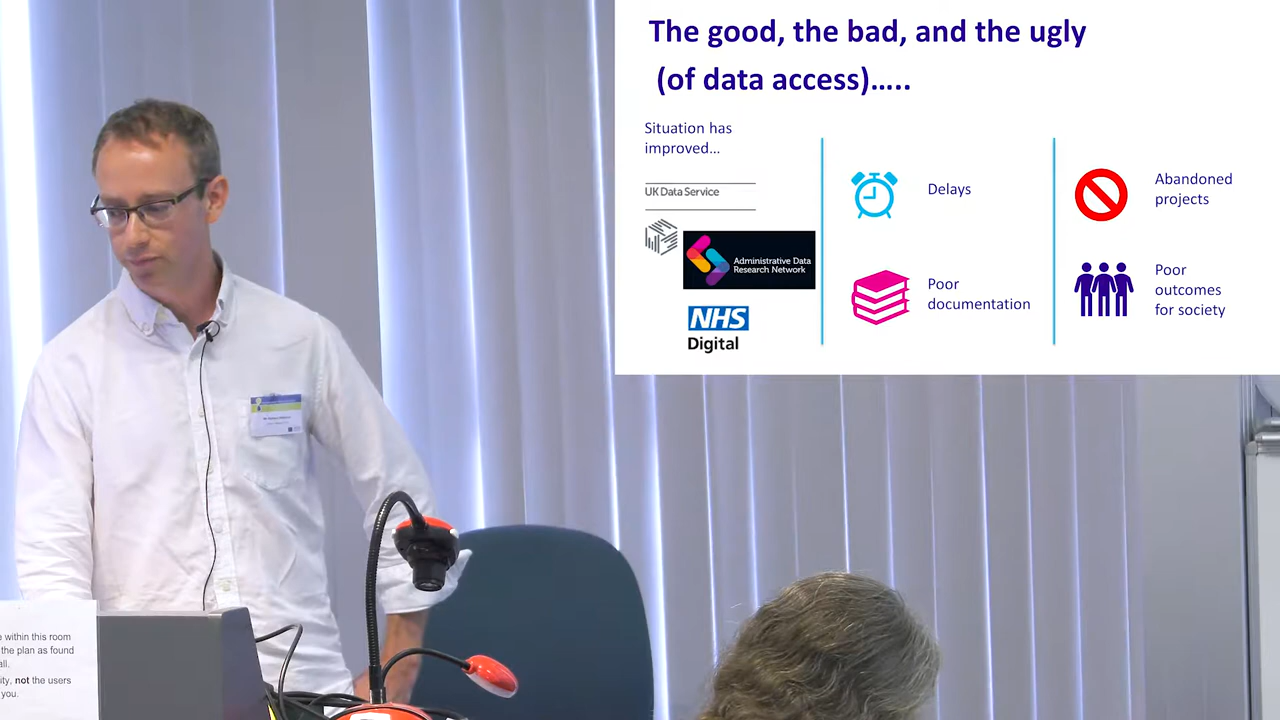 The good, the bad, and the ugly
(of data access)…..
Situation has
improved…
UK Data Service
Administrative Data
Research Network
NHS
Digital
Delays
Poor
documentation
Abandoned
projects
Poor
outcomes
for society
within this room
the plan as found
all.
ity, not the users
you.